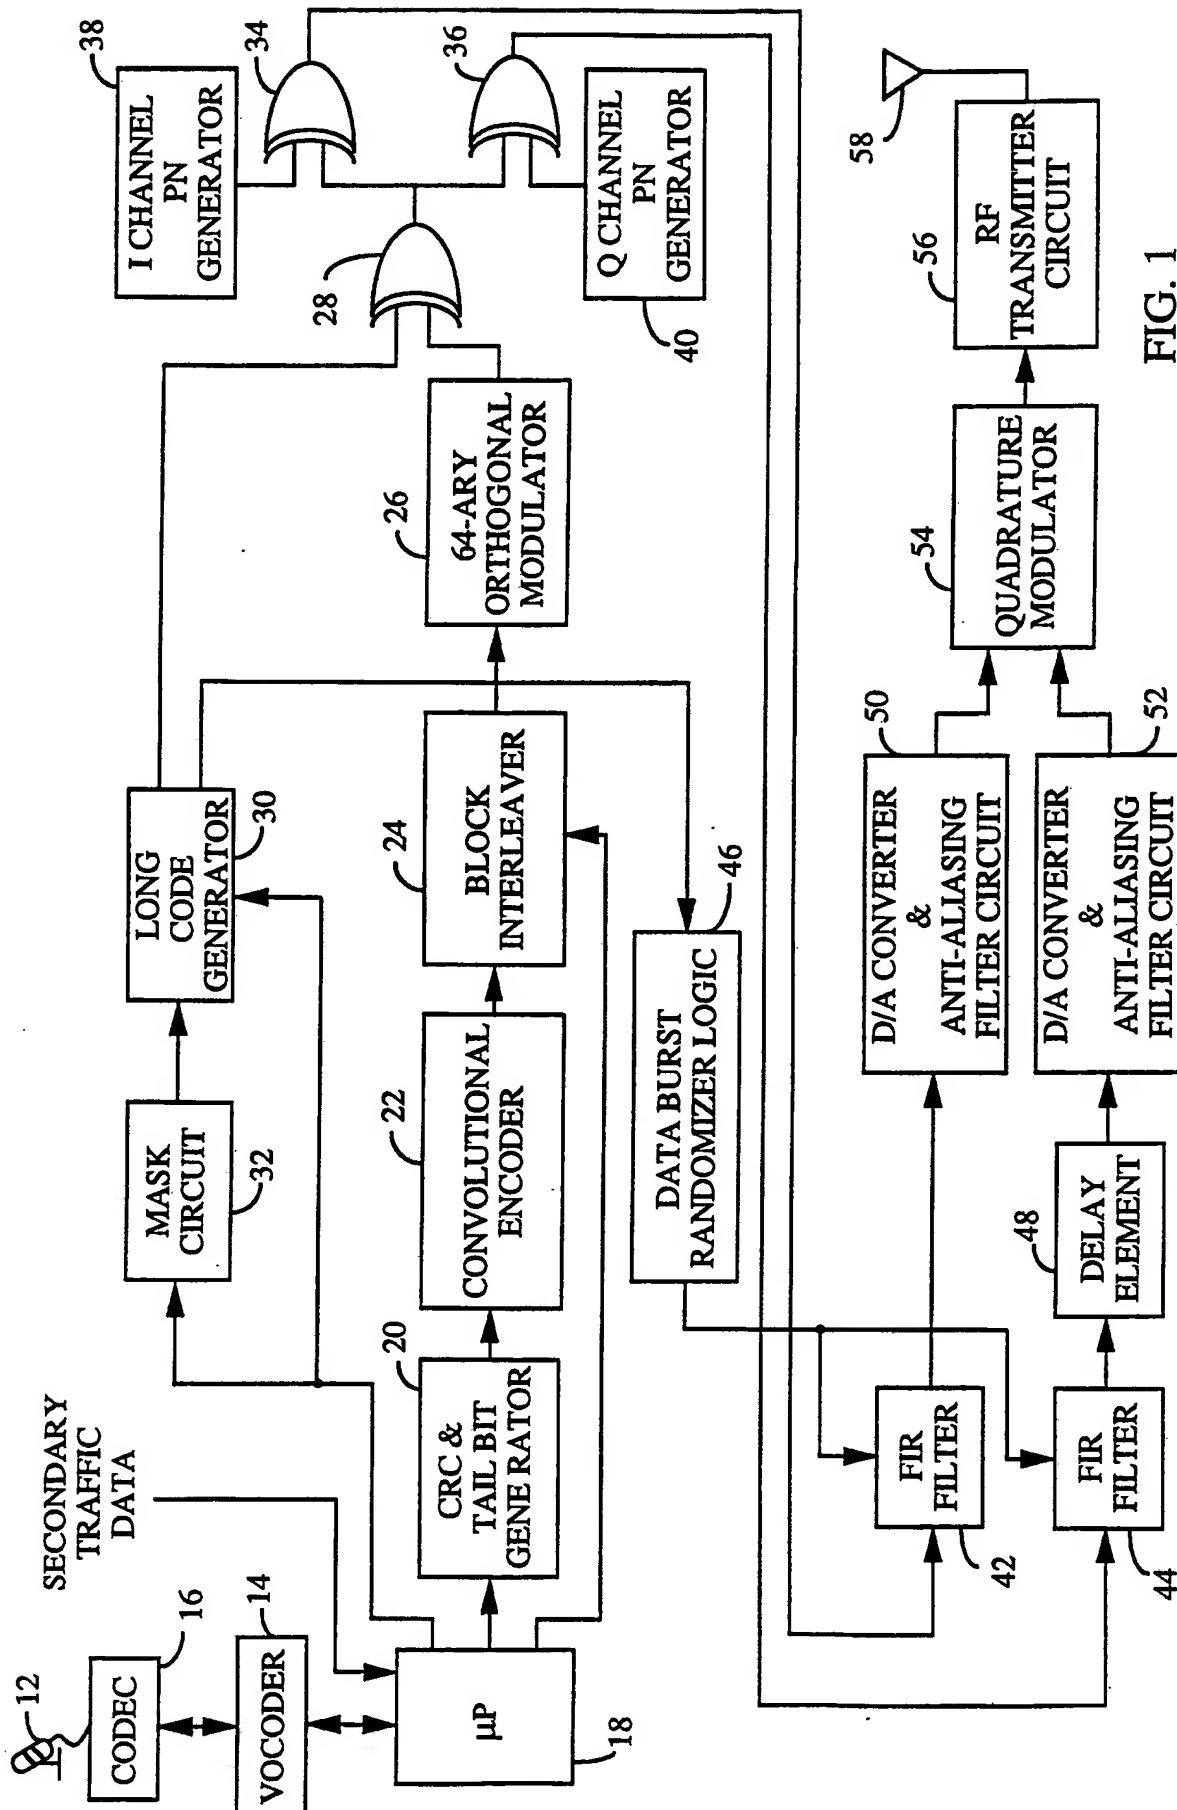 12
CODEC
16
VOCODER
14
µP
18
SECONDARY
TRAFFIC
DATA
MASK
CIRCUIT
32
LONG
CODE
GENERATOR
30
CRC &
TAIL BIT
GENERATOR
20
CONVOLUTIONAL
ENCODER
22
BLOCK
INTERLEAVER
24
64-ARY
ORTHOGONAL
MODULATOR
26
28
I CHANNEL
PN
GENERATOR
38
34
36
Q CHANNEL
PN
GENERATOR
40
DATA BURST
RANDOMIZER LOGIC
46
FIR
FILTER
42
FIR
FILTER
44
DELAY
ELEMENT
48
D/A CONVERTER
&
ANTI-ALIASING
FILTER CIRCUIT
50
D/A CONVERTER
&
ANTI-ALIASING
FILTER CIRCUIT
52
QUADRATURE
MODULATOR
54
RF
TRANSMITTER
CIRCUIT
56
58
FIG. 1